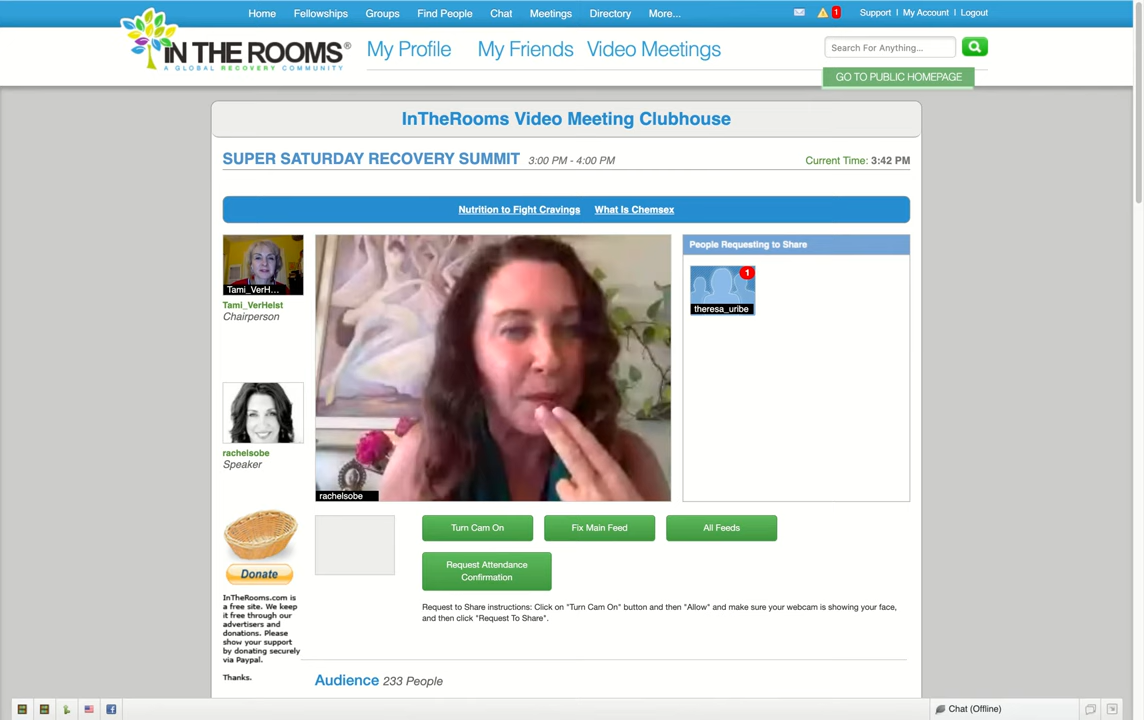 Home Fellowships Groups Find People Chat Meetings Directory More... 1 Support | My Account | Logout
IN THE ROOMS®
A GLOBAL RECOVERY COMMUNITY
My Profile My Friends Video Meetings
Search For Anything...
GO TO PUBLIC HOMEPAGE
InTheRooms Video Meeting Clubhouse
SUPER SATURDAY RECOVERY SUMMIT 3:00 PM - 4:00 PM Current Time: 3:42 PM
Nutrition to Fight Cravings What Is Chemsex
Tami_VerH...
Tami_VerHelst
Chairperson
rachelsobe
Speaker
rachelsobe
People Requesting to Share
1
theresa_uribe
Turn Cam On Fix Main Feed All Feeds
Request Attendance
Confirmation
Request to Share instructions: Click on "Turn Cam On" button and then "Allow" and make sure your webcam is showing your face,
and then click "Request To Share".
Donate
InTheRooms.com is
a free site. We keep
it free through our
advertisers and
donations. Please
show your support
by donating securely
via Paypal.
Thanks.
Audience 233 People
Chat (Offline)